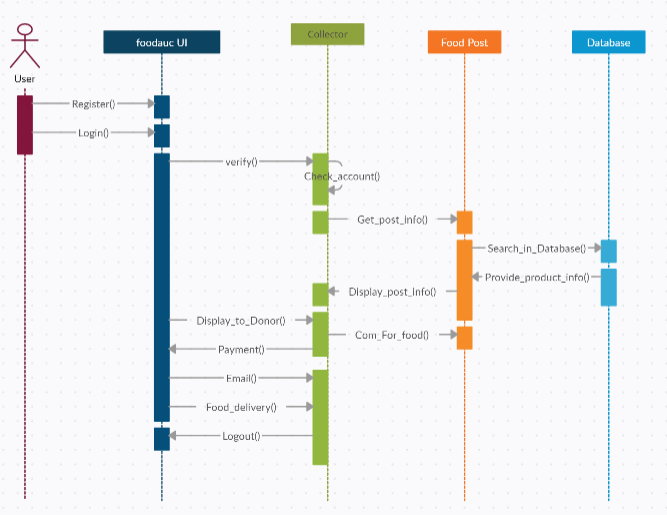 foodauc UI
Collector
Food Post
Database
User
Register()
Login()
verify()
Check_account()
Get_post_info()
Search_in_Database()
Provide_product_info()
Display_post_info()
Display_to_Donor()
Com_For_food()
Payment()
Email()
Food_delivery()
Logout()